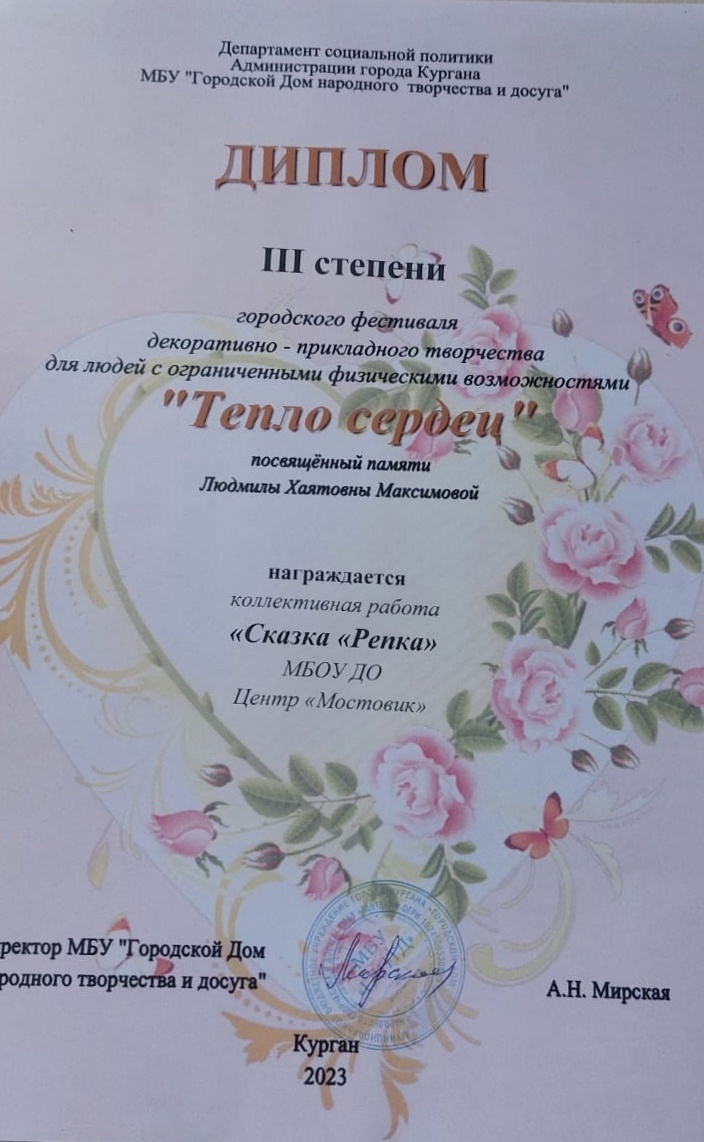 Департамент социальной политики
Администрации города Кургана
МБУ "Городской Дом народного творчества и досуга"
ДИПЛОМ
III степени
городского фестиваля
декоративно - прикладного творчества
для людей с ограниченными физическими возможностями
"Тепло сердец"
посвящённый памяти
Людмилы Хаятовны Максимовой
награждается
коллективная работа
«Сказка «Репка»
МБОУ ДО
Центр «Мостовик»
ректор МБУ "Городской Дом
родного творчества и досуга"
А.Н. Мирская
Курган
2023